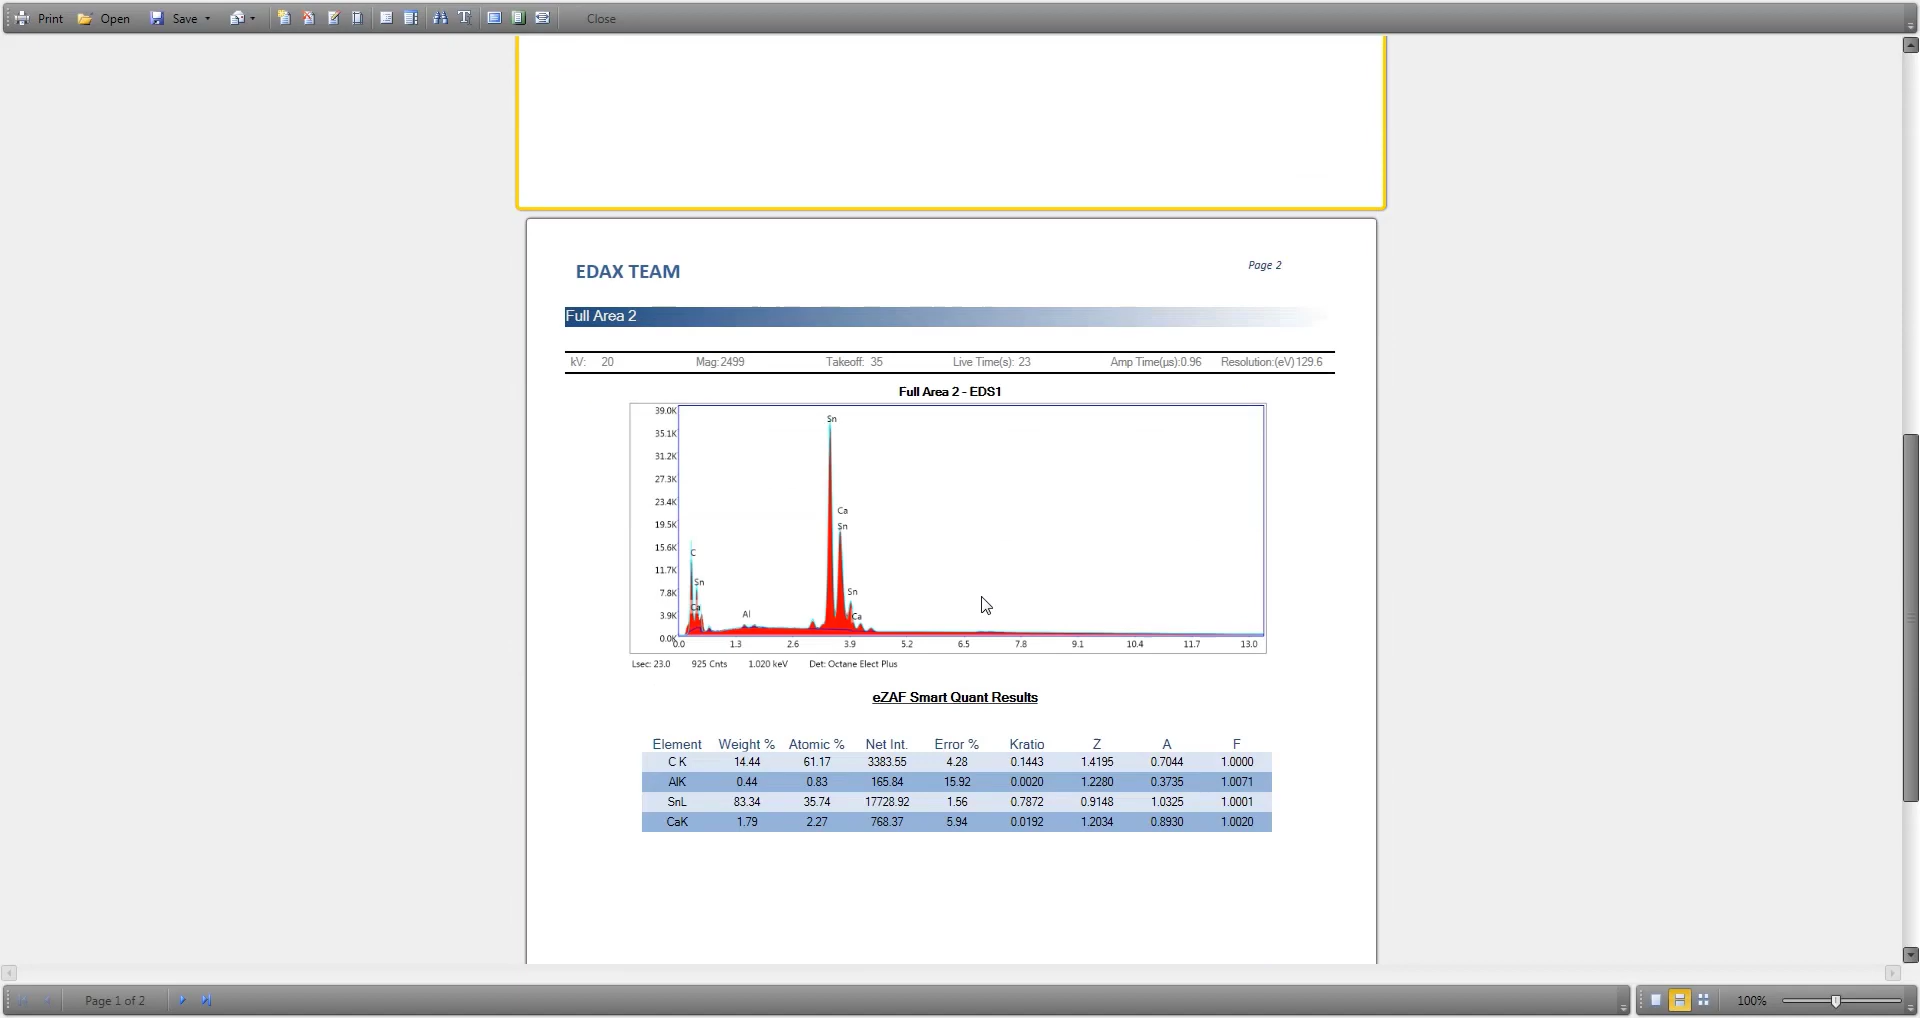 Print Open Save Close
EDAX TEAM
Page 2
Full Area 2
kV: 20 Mag:2499 Takeoff: 35 Live Time(s): 23 Amp Time(µs):0.96 Resolution:(eV)129.6
Full Area 2 - EDS1
39.0K
35.1K
31.2K
27.3K
23.4K
19.5K
15.6K
11.7K
7.8K
3.9K
0.0K
Sn
Ca
Sn
C
Sn
Sn
Ca
Al
Ca
0.0 1.3 2.6 3.9 5.2 6.5 7.8 9.1 10.4 11.7 13.0
Lsec: 23.0 925 Cnts 1.020 keV Det: Octane Elect Plus
eZAF Smart Quant Results
Element Weight % Atomic % Net Int. Error % Kratio Z A F
C K 14.44 61.17 3383.55 4.28 0.1443 1.4195 0.7044 1.0000
AlK 0.44 0.83 165.84 15.92 0.0020 1.2280 0.3735 1.0071
SnL 83.34 35.74 17728.92 1.56 0.7872 0.9148 1.0325 1.0001
CaK 1.79 2.27 768.37 5.94 0.0192 1.2034 0.8930 1.0020
Page 1 of 2
100%